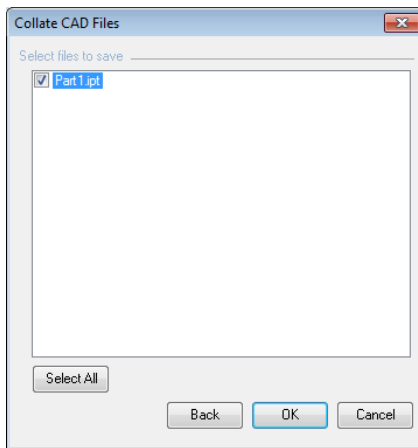 Collate CAD Files
Select files to save
Part1.ipt
Select All
Back
OK
Cancel